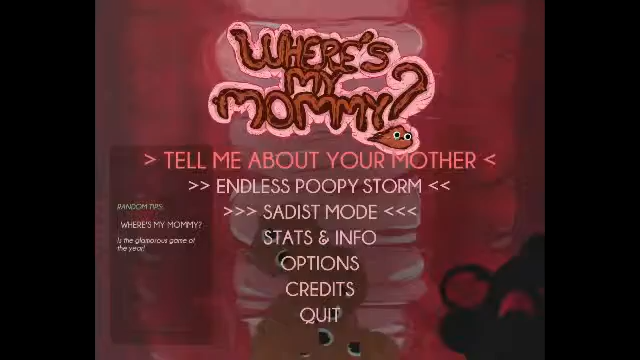 WHERE'S
MY
MOMMY?
> TELL ME ABOUT YOUR MOTHER <
>> ENDLESS POOPY STORM <<
>>> SADIST MODE <<<
STATS & INFO
OPTIONS
CREDITS
QUIT
RANDOM TIPS:
WHERE'S MY MOMMY?
Is the glamorous game of
the year!